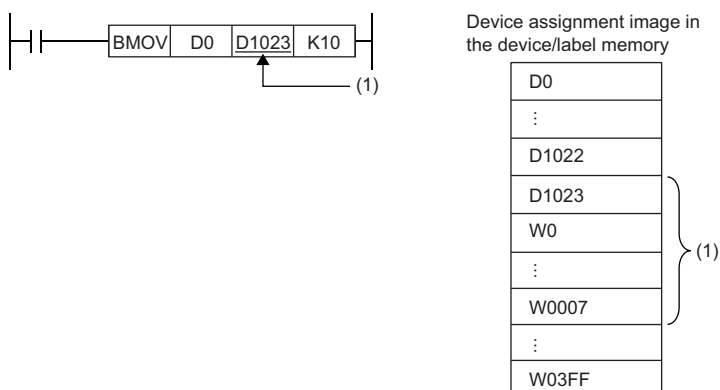 BMOV D0 D1023 K10
(1)
Device assignment image in
the device/label memory
D0
⋮
D1022
D1023
W0
⋮
W0007
(1)
⋮
W03FF